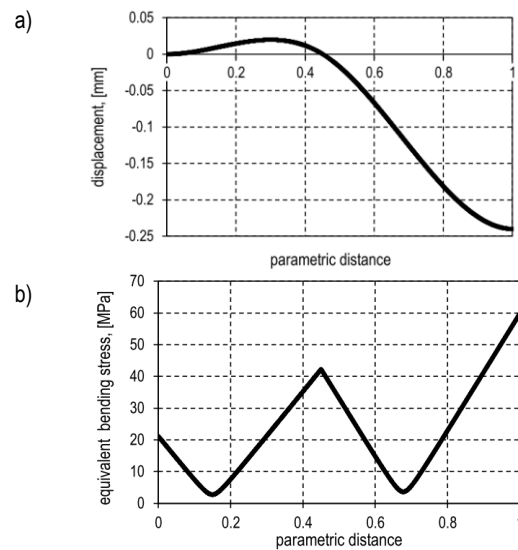 a)
0.05
0
0 0.2 0.4 0.6 0.8 1
-0.05
-0.1
-0.15
-0.2
-0.25
displacement, [mm]
parametric distance
b)
70
60
50
40
30
20
10
0
equivalent bending stress, [MPa]
0 0.2 0.4 0.6 0.8
parametric distance